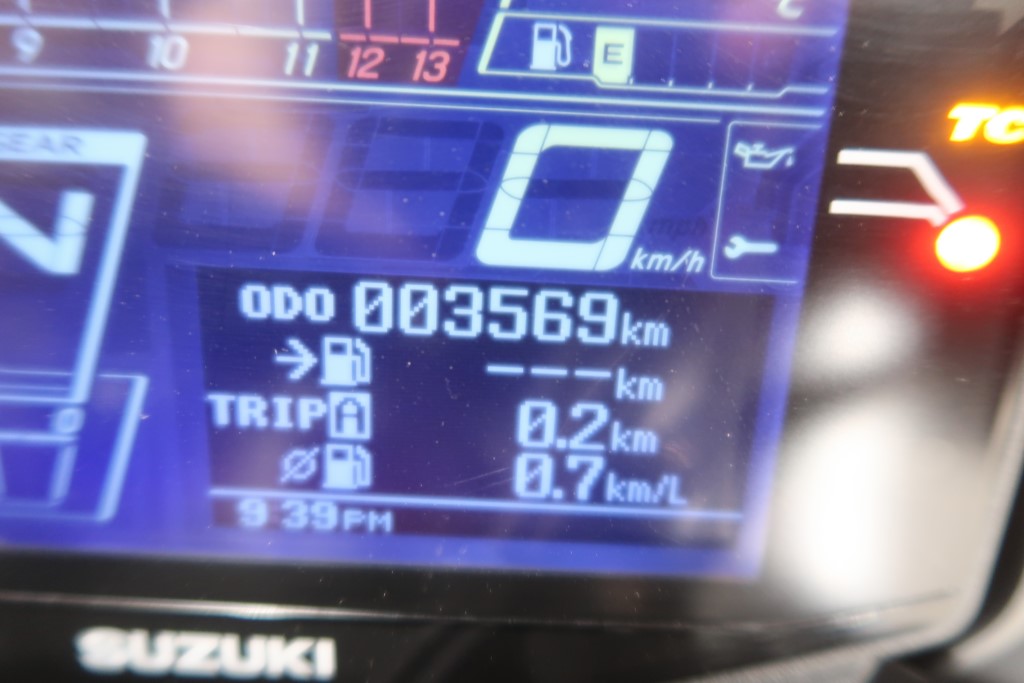 9 10 11 12 13
E
TC
GEAR
N
0
km/h
mph
ODO 003569km
---km
TRIP A 0.2km
0.7km/L
0
9 39PM
SUZUKI